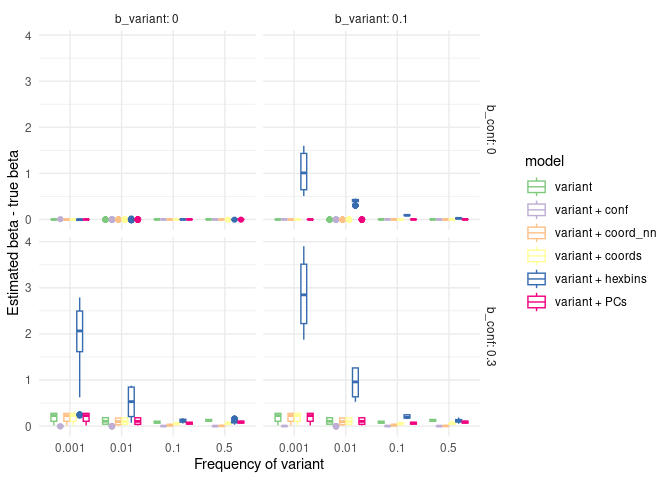 b_variant: 0
b_variant: 0.1
4
3
2
1
0
b_conf: 0
4
3
2
1
0
b_conf: 0.3
Estimated beta - true beta
0.001
0.01
0.1
0.5
0.001
0.01
0.1
0.5
Frequency of variant
model
variant
variant + conf
variant + coord_nn
variant + coords
variant + hexbins
variant + PCs